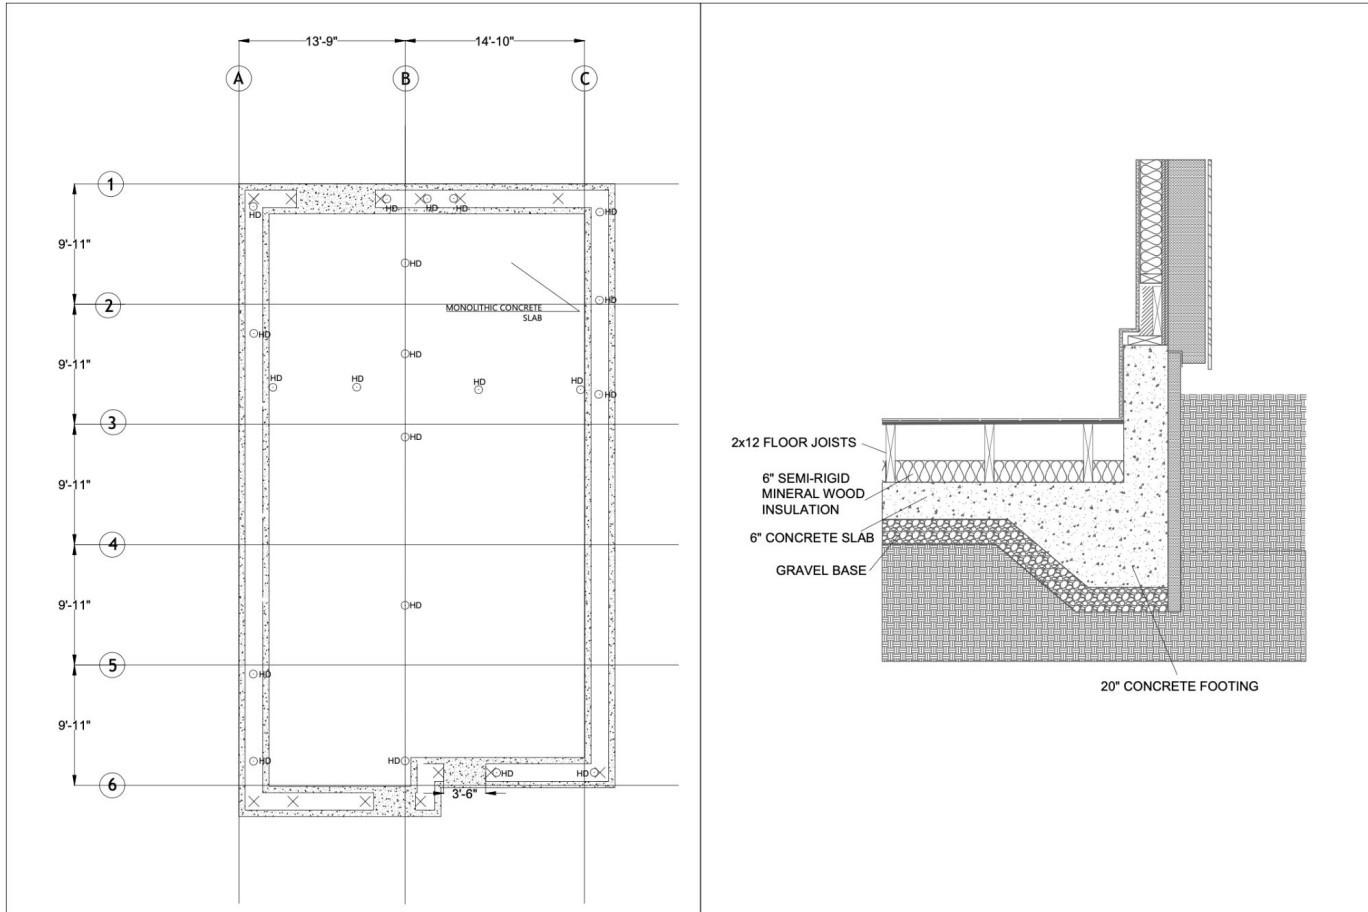 13'-9"
14'-10"
A
B
C
1
HD
HD
HD
HD
HD
9'-11"
HD
2
HD
MONOLITHIC CONCRETE
SLAB
HD
9'-11"
HD
HD
HD
HD
HD
HD
3
HD
9'-11"
4
9'-11"
HD
5
HD
9'-11"
HD
HD
HD
6
3'-6"
2x12 FLOOR JOISTS
6" SEMI-RIGID
MINERAL WOOD
INSULATION
6" CONCRETE SLAB
GRAVEL BASE
20" CONCRETE FOOTING